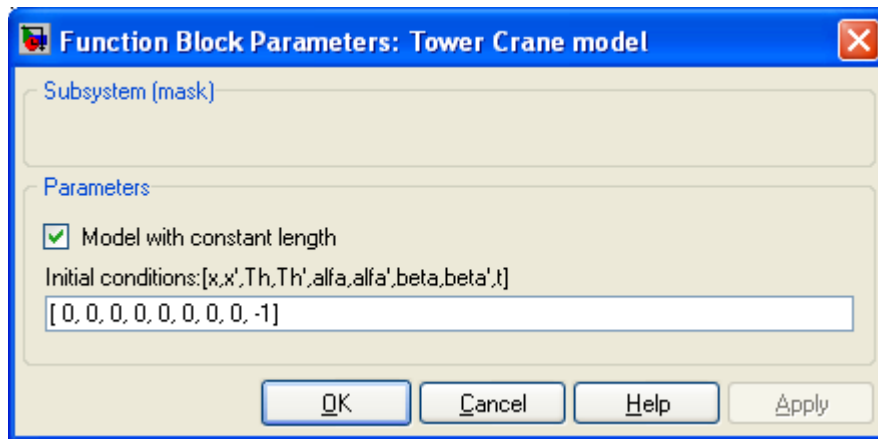 Function Block Parameters: Tower Crane model
Subsystem (mask)
Parameters
Model with constant length
Initial conditions:[x,x',Th,Th',alfa,alfa',beta,beta',t]
[ 0, 0, 0, 0, 0, 0, 0, 0, -1]
OK Cancel Help Apply